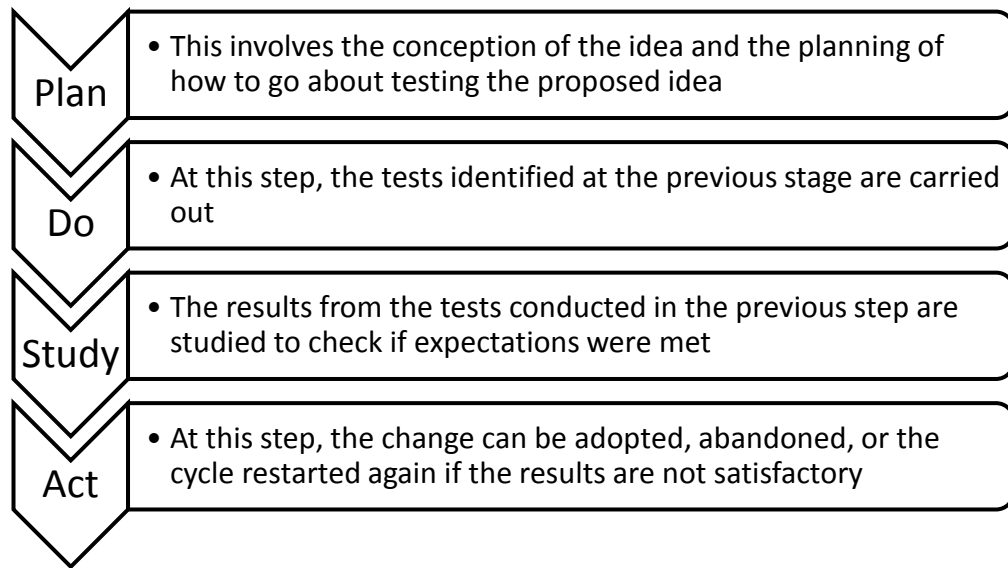 Plan
• This involves the conception of the idea and the planning of
how to go about testing the proposed idea
Do
• At this step, the tests identified at the previous stage are carried
out
Study
• The results from the tests conducted in the previous step are
studied to check if expectations were met
Act
• At this step, the change can be adopted, abandoned, or the
cycle restarted again if the results are not satisfactory